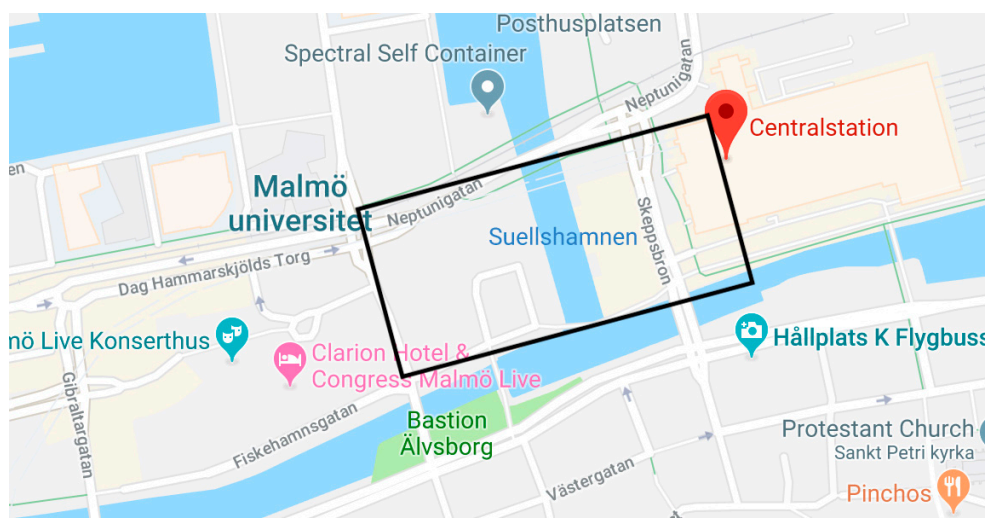 Posthusplatsen
Spectral Self Container
Neptunigatan
Centralstation
Malmö
universitet
Neptunigatan
Suellshamnen
Skeppsbron
Dag Hammarskjölds Torg
mö Live Konserthus
Clarion Hotel &
Congress Malmö Live
Hållplats K Flygbuss
Gibraltargatan
Bastion
Älvsborg
Fiskehamnsgatan
Västergatan
Protestant Church
Sankt Petri kyrka
Pinchos